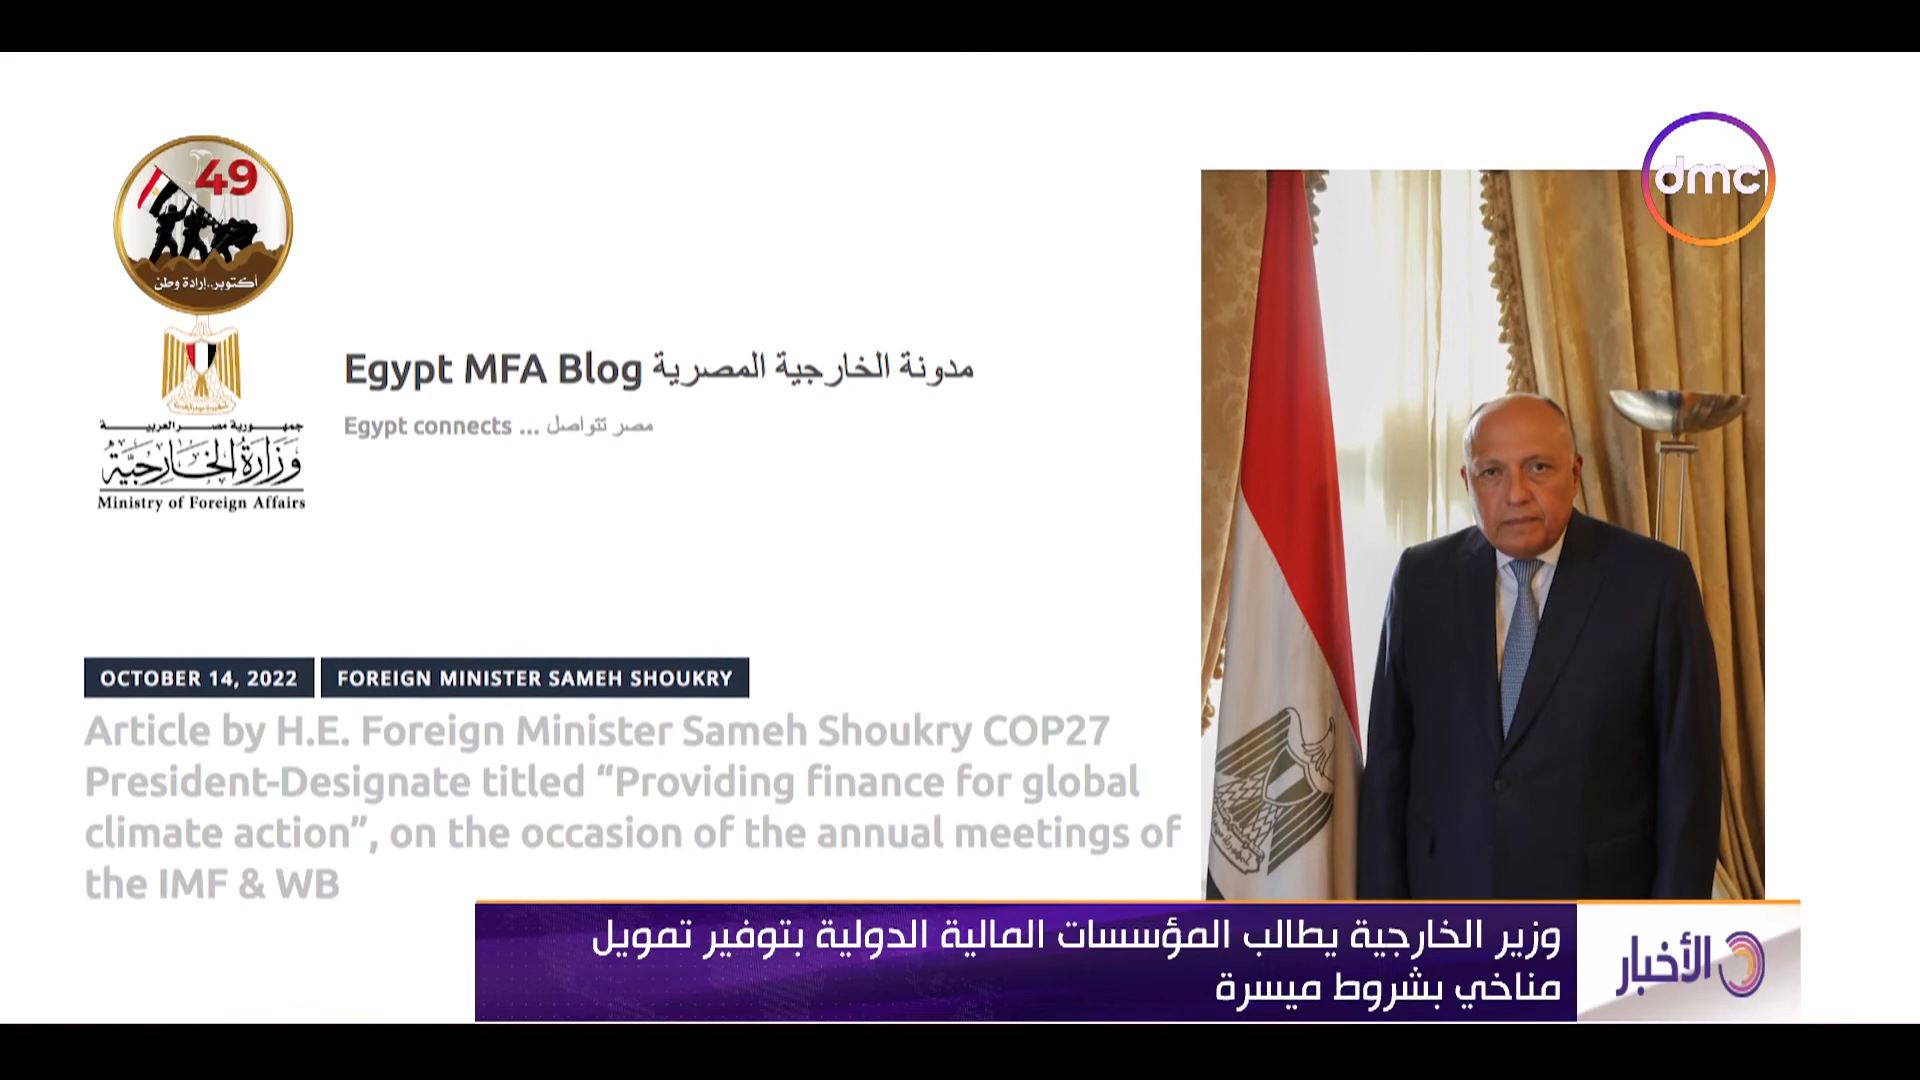 dmc
49
أكتوبر..إرادة وطن
جمهورية مصر العربية
وزارة الخارجية
Ministry of Foreign Affairs
Egypt MFA Blog مدونة الخارجية المصرية
Egypt connects ... مصر تتواصل
OCTOBER 14, 2022 FOREIGN MINISTER SAMEH SHOUKRY
Article by H.E. Foreign Minister Sameh Shoukry COP27
President-Designate titled “Providing finance for global
climate action”, on the occasion of the annual meetings of
the IMF & WB
الأخبار
وزير الخارجية يطالب المؤسسات المالية الدولية بتوفير تمويل
مناخي بشروط ميسرة